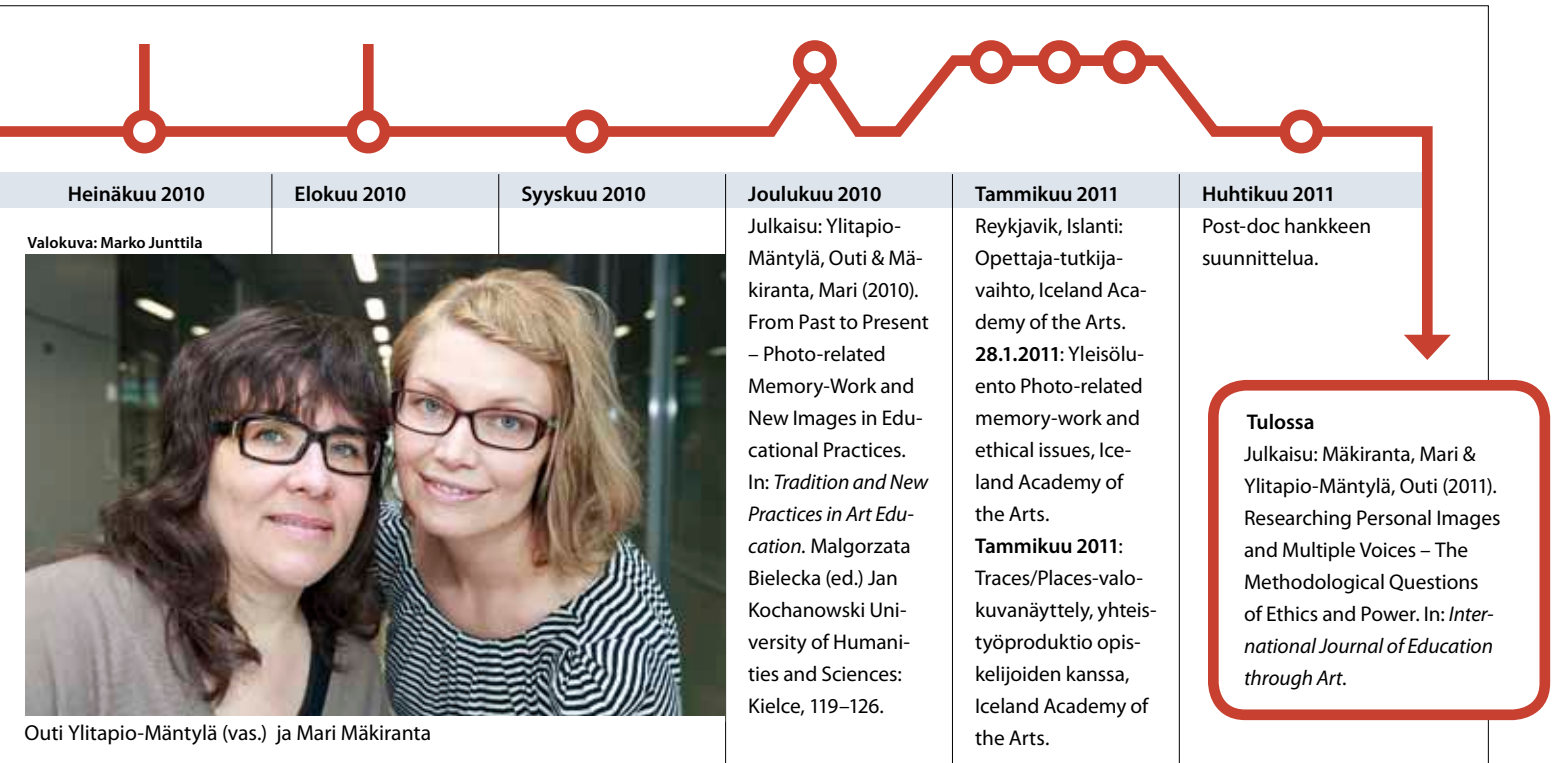 Heinäkuu 2010
Elokuu 2010
Syyskuu 2010
Valokuva: Marko Junttila
Outi Ylitapio-Mäntylä (vas.) ja Mari Mäkiranta
Joulukuu 2010
Julkaisu: Ylitapio-
Mäntylä, Outi & Mä-
kiranta, Mari (2010).
From Past to Present
– Photo-related
Memory-Work and
New Images in Edu-
cational Practices.
In: Tradition and New
Practices in Art Edu-
cation. Malgorzata
Bielecka (ed.) Jan
Kochanowski Uni-
versity of Humani-
ties and Sciences:
Kielce, 119–126.
Tammikuu 2011
Reykjavik, Islanti:
Opettaja-tutkija-
vaihto, Iceland Aca-
demy of the Arts.
28.1.2011: Yleisölu-
ento Photo-related
memory-work and
ethical issues, Ice-
land Academy of
the Arts.
Tammikuu 2011:
Traces/Places-valo-
kuvanäyttely, yhteis-
työproduktio opis-
kelijoiden kanssa,
Iceland Academy of
the Arts.
Huhtikuu 2011
Post-doc hankkeen
suunnittelua.
Tulossa
Julkaisu: Mäkiranta, Mari &
Ylitapio-Mäntylä, Outi (2011).
Researching Personal Images
and Multiple Voices – The
Methodological Questions
of Ethics and Power. In: Inter-
national Journal of Education
through Art.